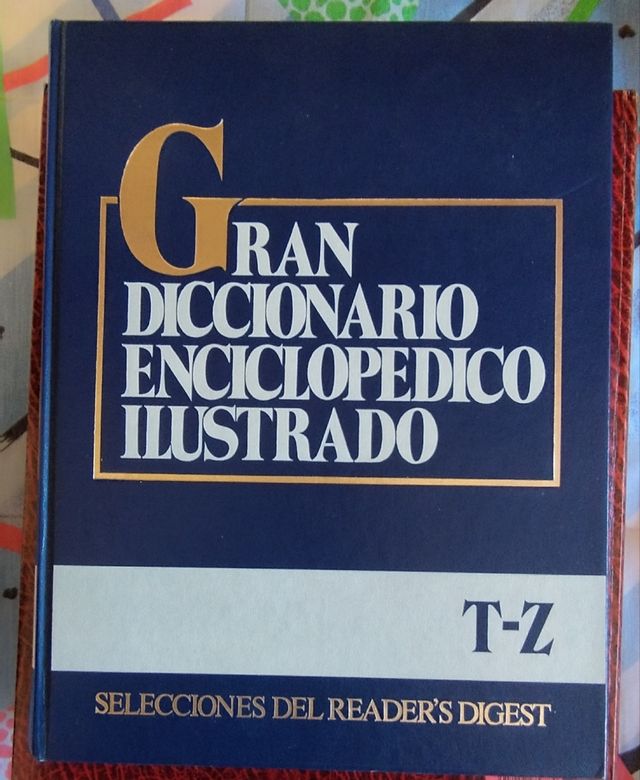 GRAN
DICCIONARIO
ENCICLOPEDICO
ILUSTRADO
T-Z
SELECCIONES DEL READER'S DIGEST